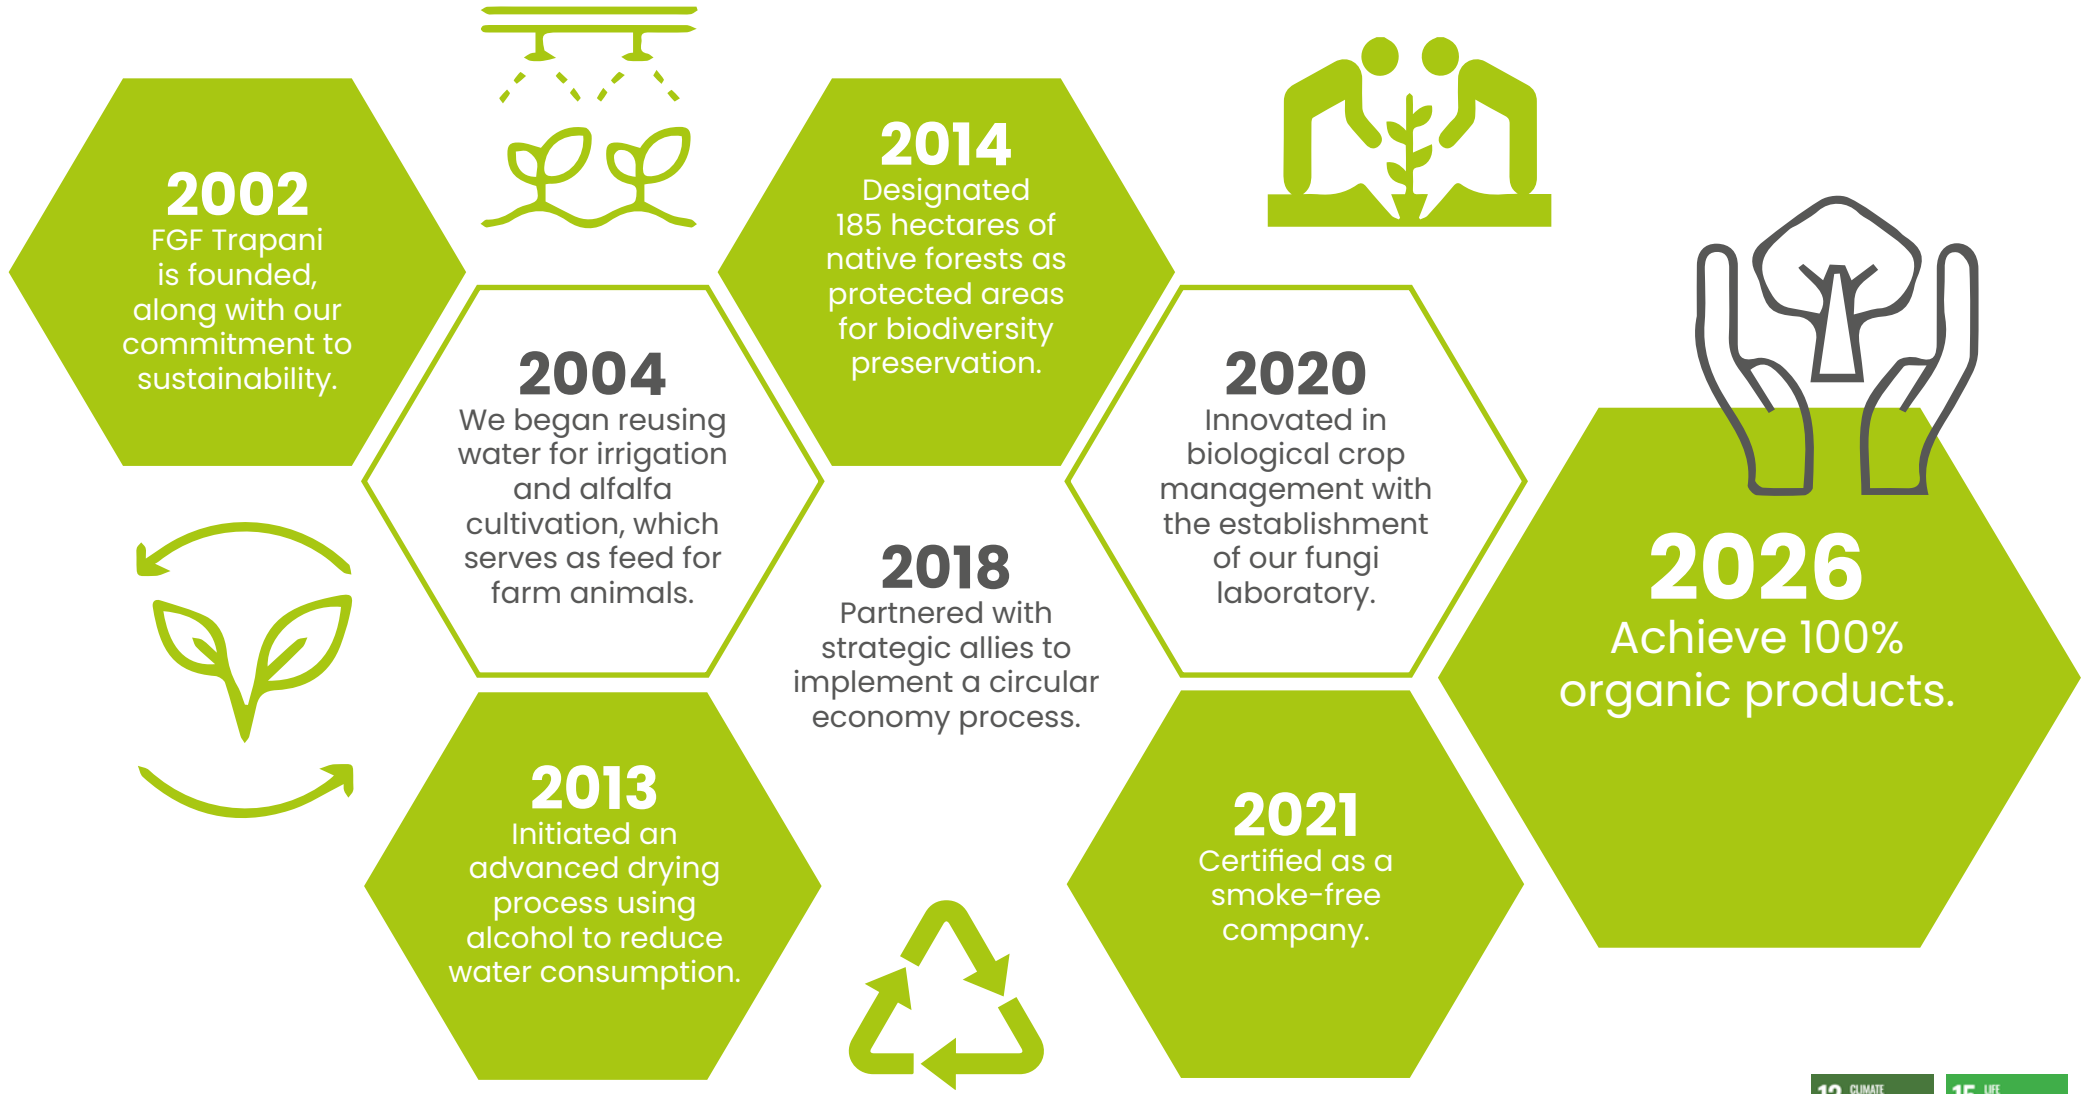 2002
FGF Trapani
is founded,
along with our
commitment to
sustainability.
2004
We began reusing
water for irrigation
and alfalfa
cultivation, which
serves as feed for
farm animals.
2013
Initiated an
advanced drying
process using
alcohol to reduce
water consumption.
2014
Designated
185 hectares of
native forests as
protected areas
for biodiversity
preservation.
2018
Partnered with
strategic allies to
implement a circular
economy process.
2020
Innovated in
biological crop
management with
the establishment
of our fungi
laboratory.
2021
Certified as a
smoke-free
company.
2026
Achieve 100%
organic products.
CLIMATE
15 LIFE